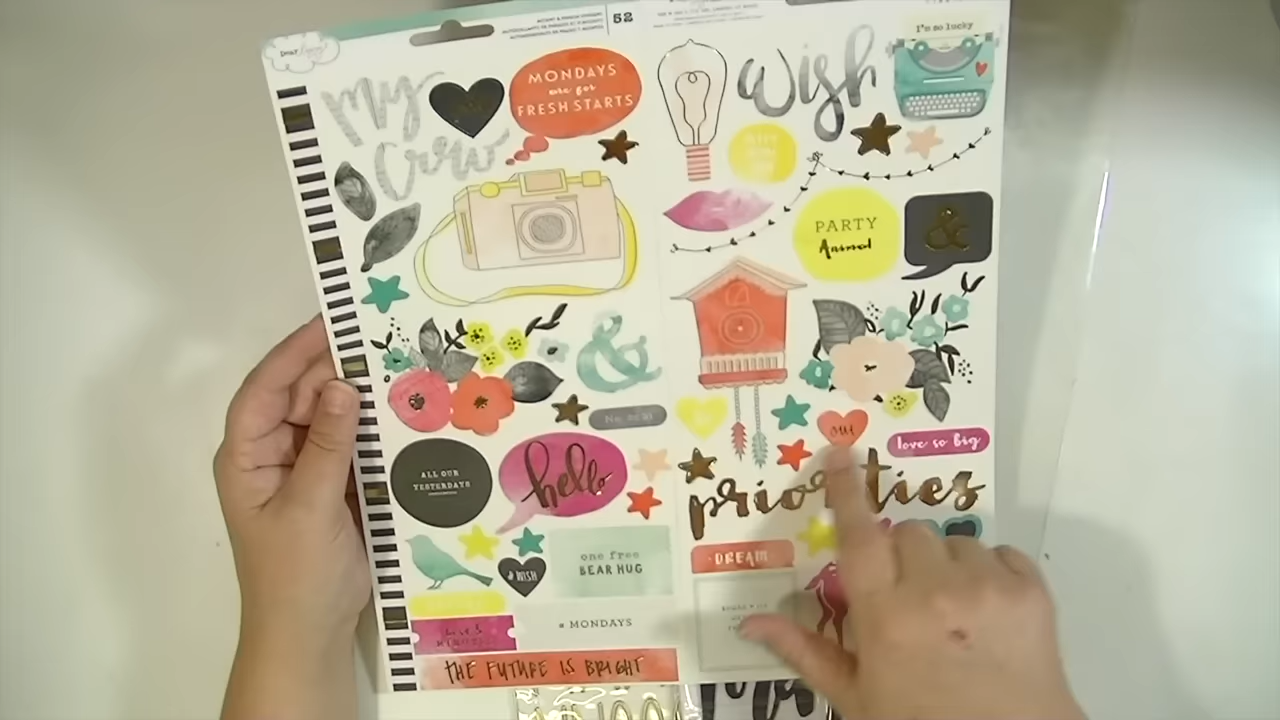 52
My
Crew
MONDAYS
are for
FRESH STARTS
wish
I'm so lucky
PARTY
Animal
&
&
our
love so big
ALL OUR
YESTERDAYS
hello
priorities
one free
BEAR HUG
# WISH
DREAM
# MONDAYS
THE FUTURE IS BRIGHT